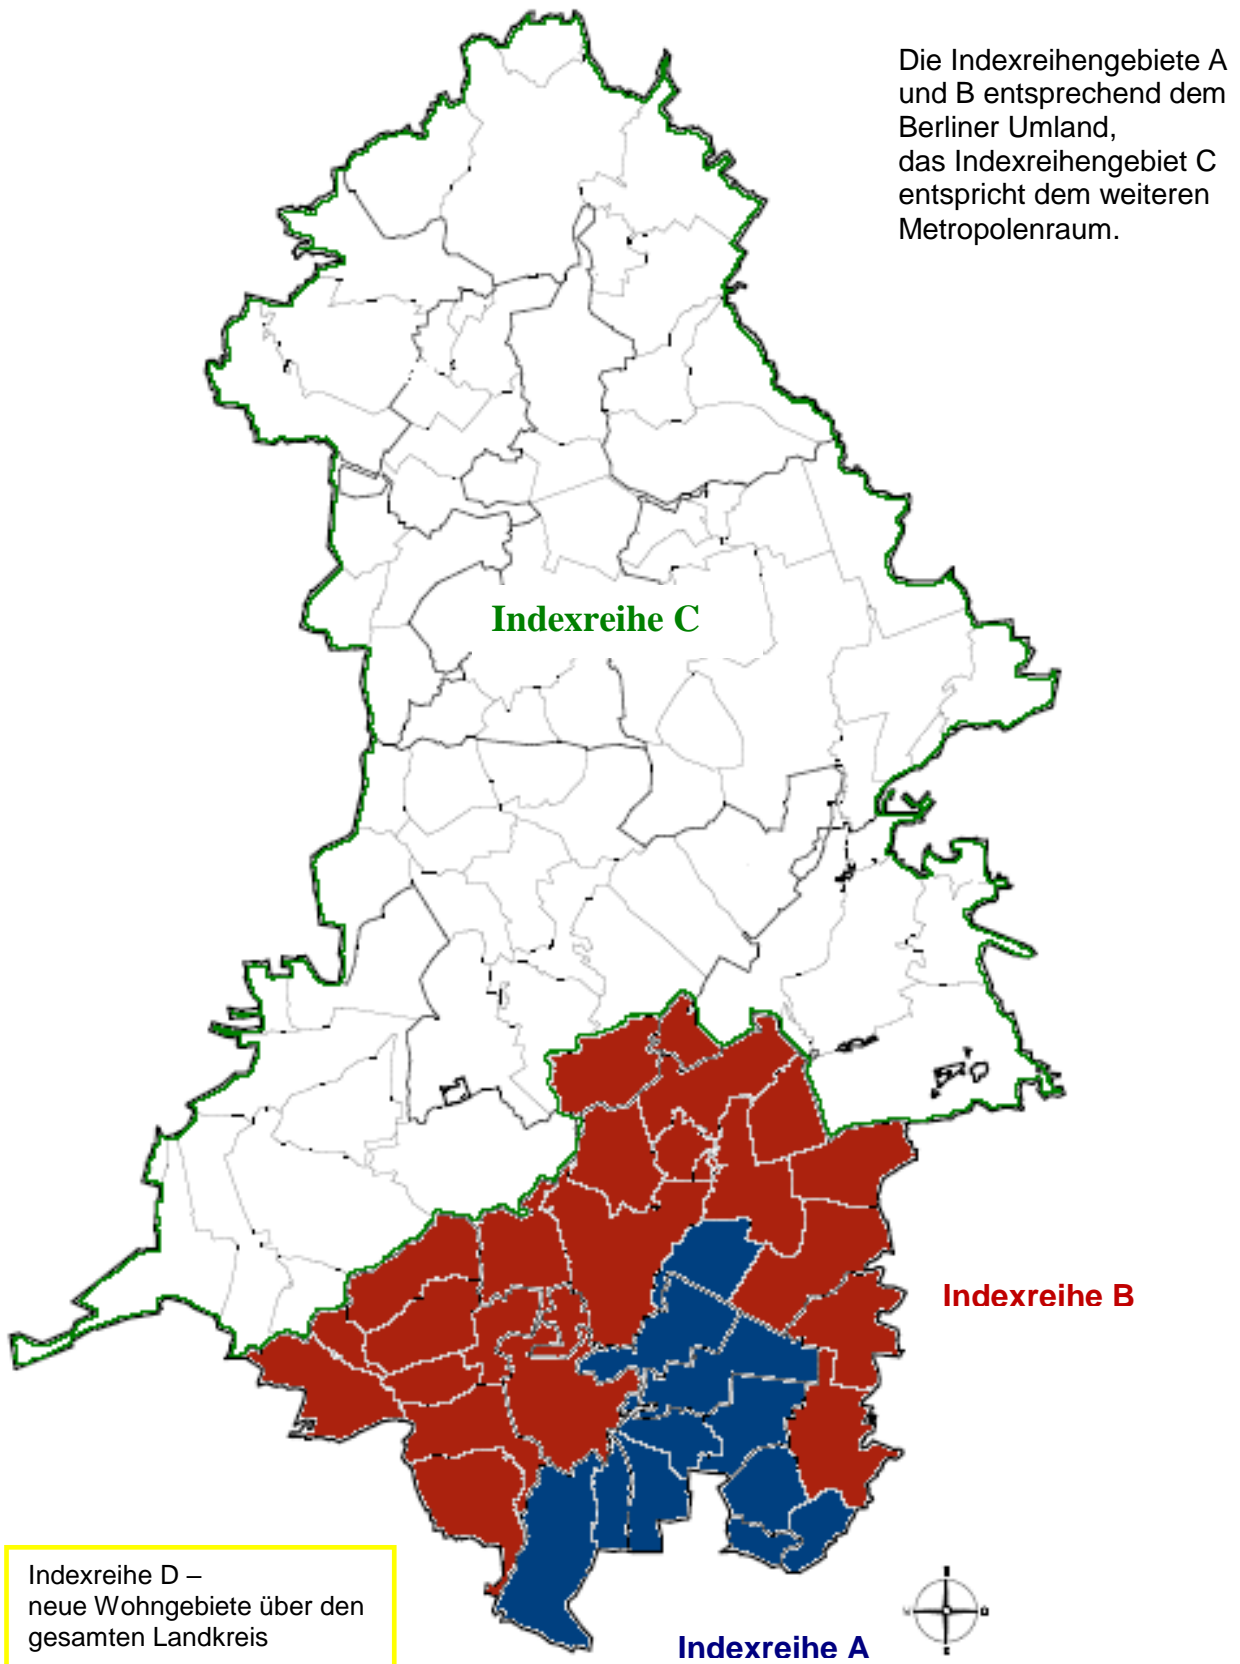 Die Indexreihengebiete A
und B entsprechend dem
Berliner Umland,
das Indexreihengebiet C
entspricht dem weiteren
Metropolenraum.
Indexreihe C
Indexreihe B
Indexreihe D –
neue Wohngebiete über den
gesamten Landkreis
Indexreihe A